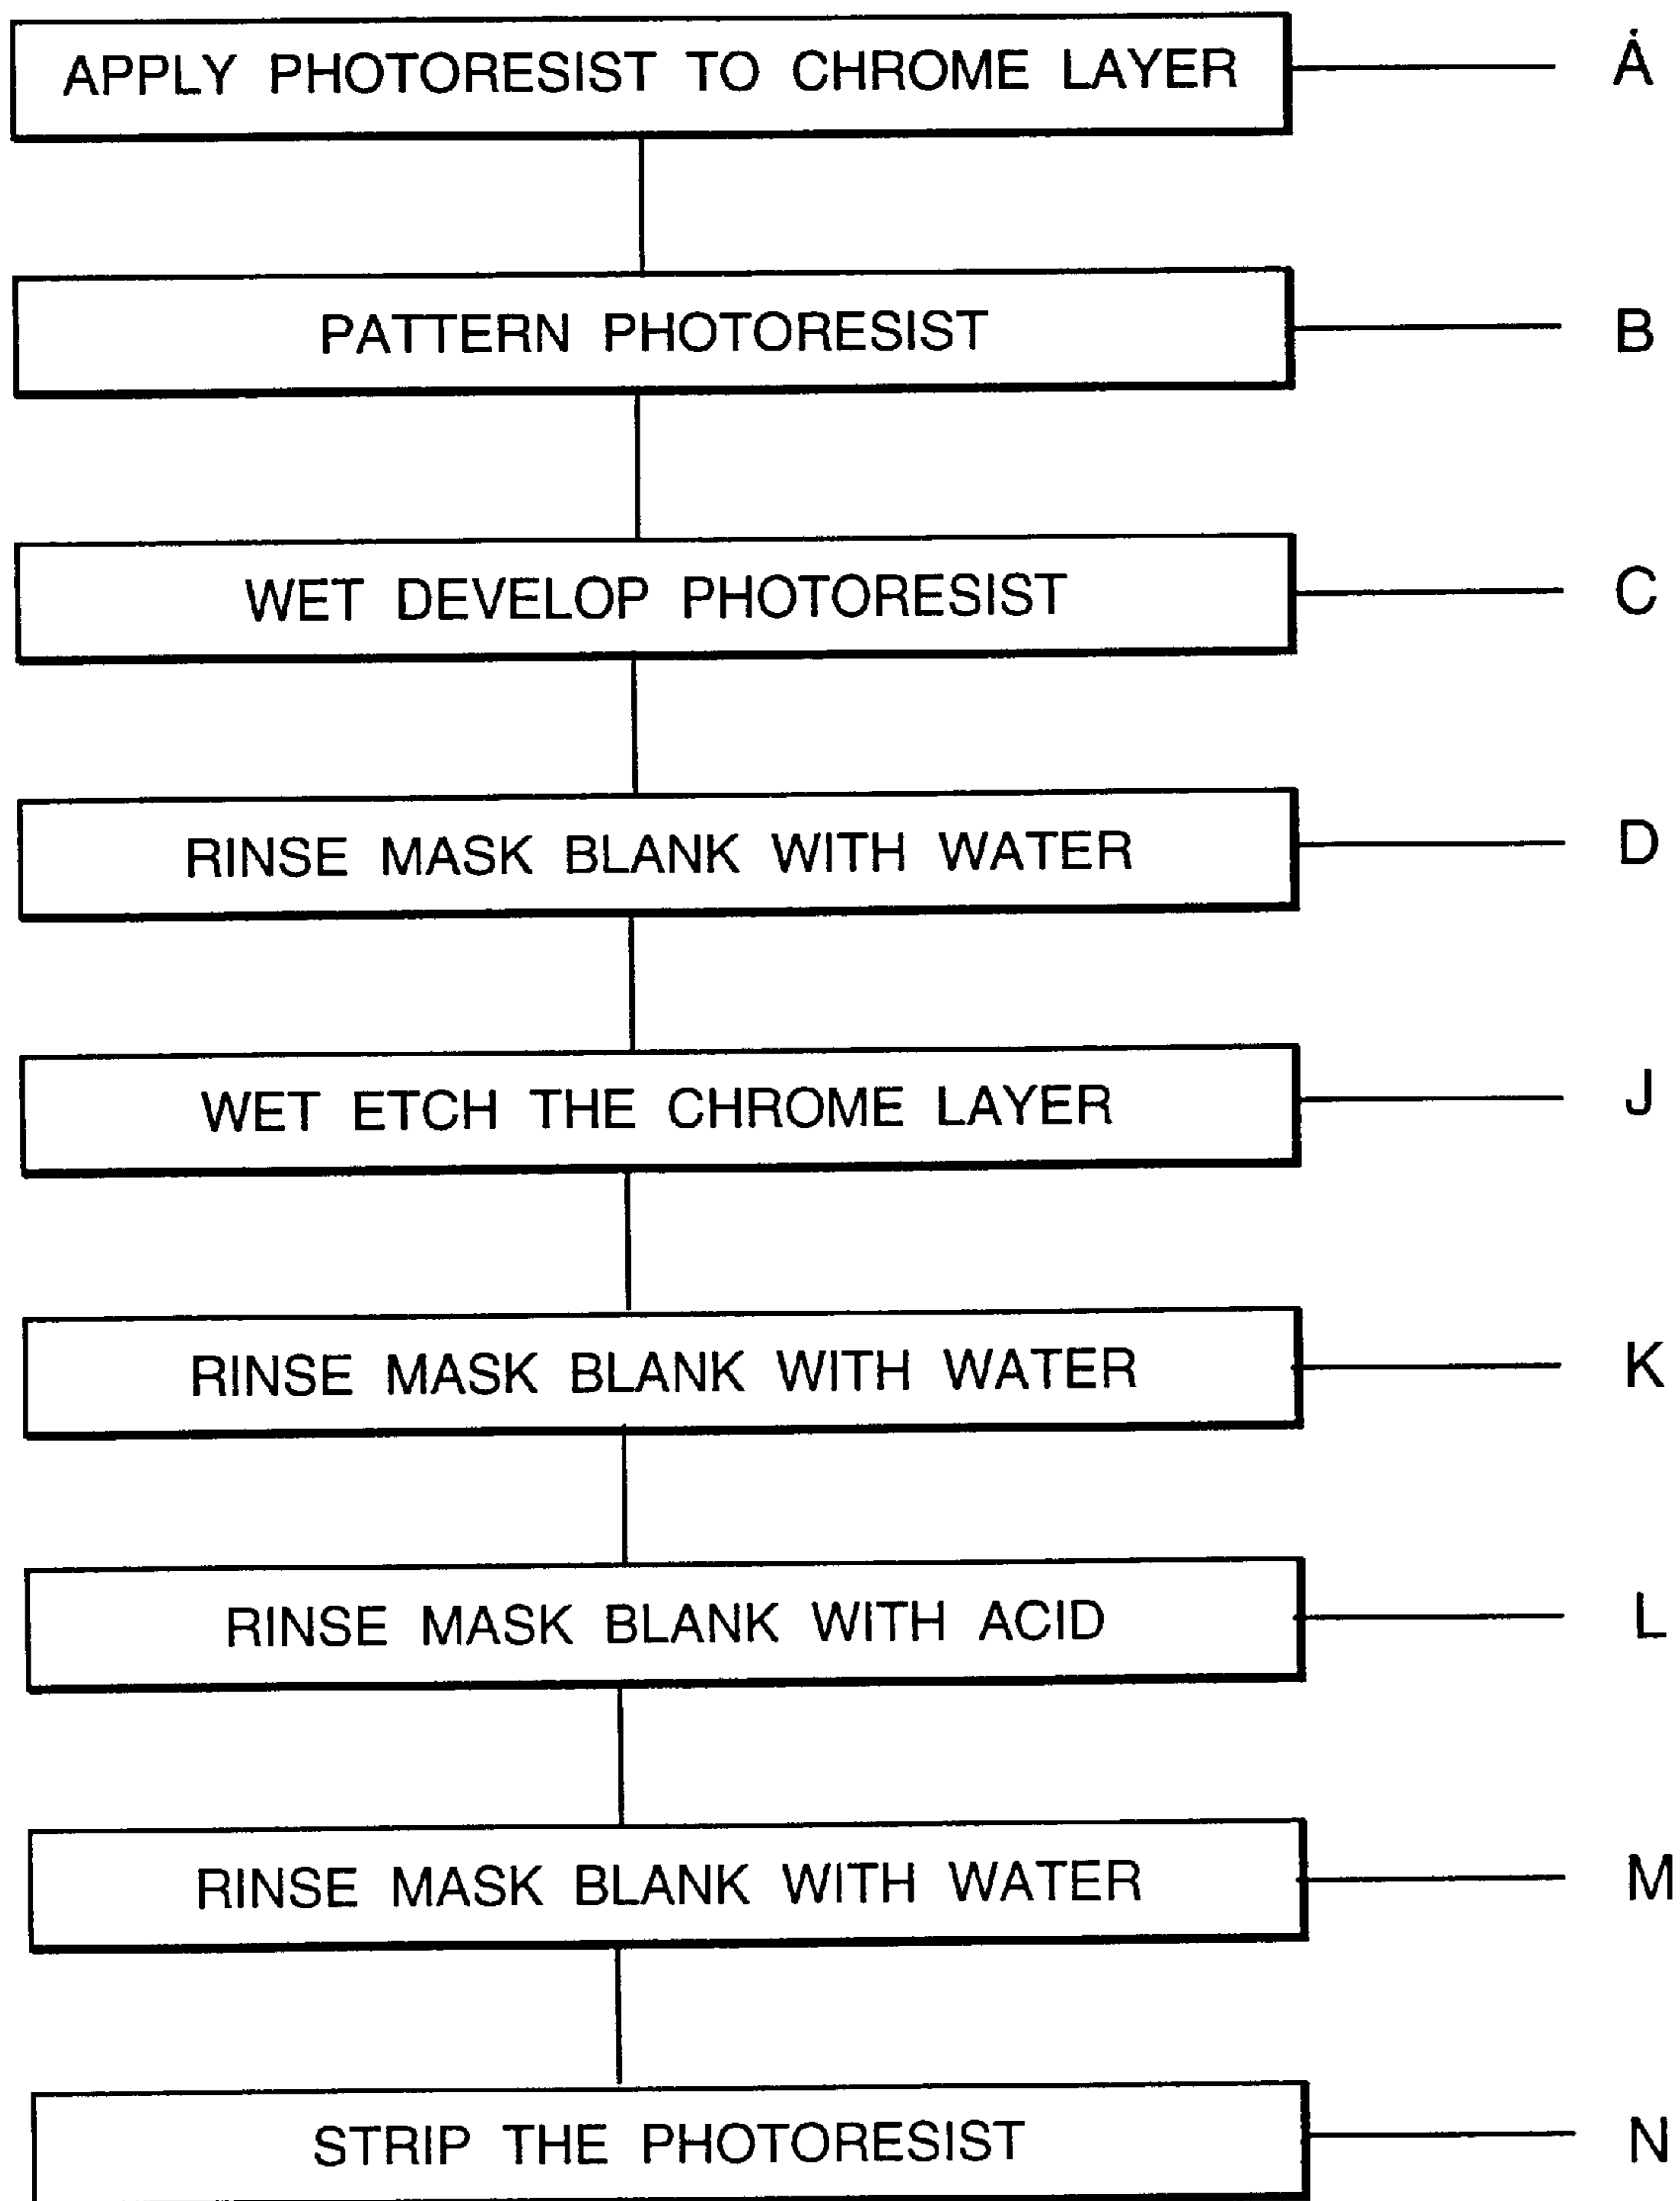 APPLY PHOTORESIST TO CHROME LAYER A
PATTERN PHOTORESIST B
WET DEVELOP PHOTORESIST C
RINSE MASK BLANK WITH WATER D
WET ETCH THE CHROME LAYER J
RINSE MASK BLANK WITH WATER K
RINSE MASK BLANK WITH ACID L
RINSE MASK BLANK WITH WATER M
STRIP THE PHOTORESIST N